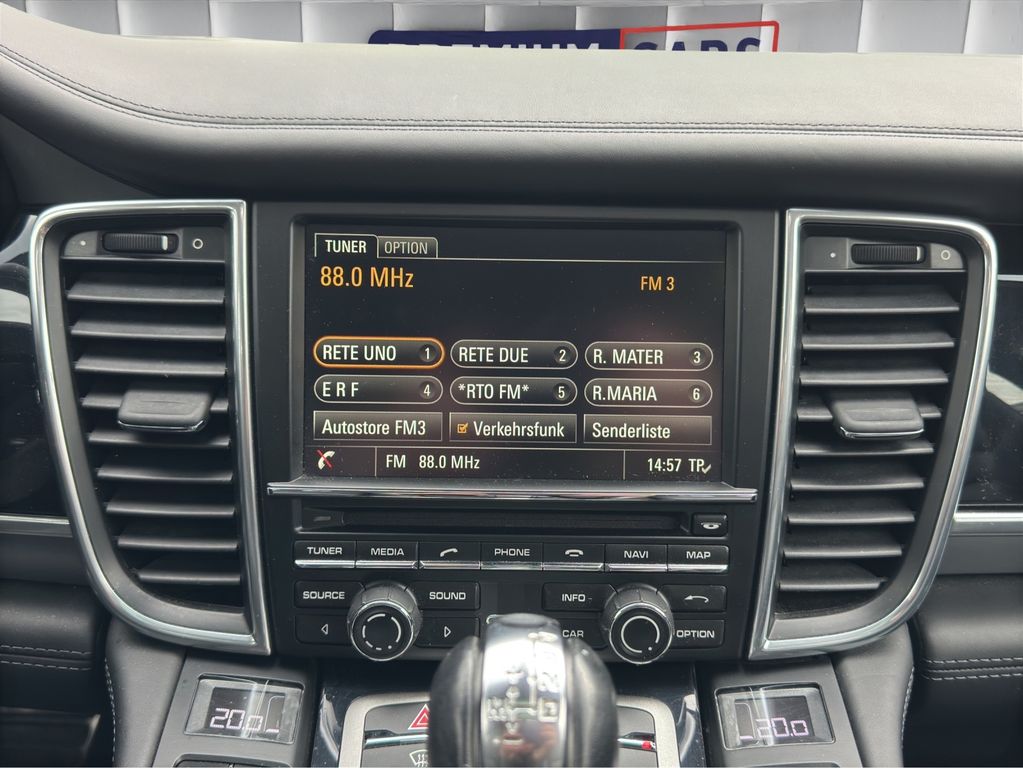 PREMIUM CARS
TUNER OPTION
88.0 MHz FM 3
RETE UNO 1 RETE DUE 2 R. MATER 3
E R F 4 *RTO FM* 5 R.MARIA 6
Autostore FM3 Verkehrsfunk Senderliste
FM 88.0 MHz 14:57 TP
TUNER MEDIA PHONE NAVI MAP
SOURCE SOUND INFO
CAR OPTION
20.0 20.0